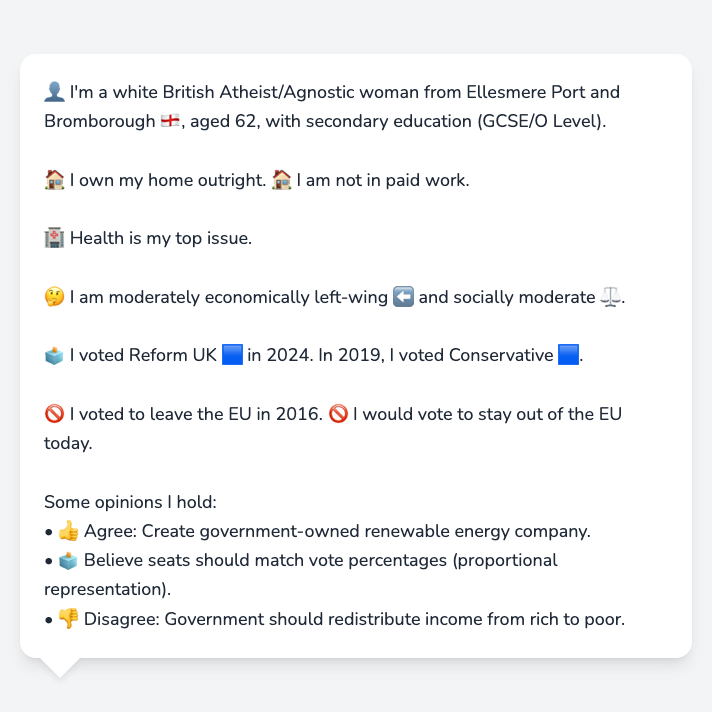 👤 I'm a white British Atheist/Agnostic woman from Ellesmere Port and
Bromborough 🏴󠁧󠁢󠁥󠁮󠁧󠁿, aged 62, with secondary education (GCSE/O Level).
🏠 I own my home outright. 🏠 I am not in paid work.
🏥 Health is my top issue.
🤔 I am moderately economically left-wing ⬅️ and socially moderate ⚖️.
🗳️ I voted Reform UK 🟦 in 2024. In 2019, I voted Conservative 🟦.
🚫 I voted to leave the EU in 2016. 🚫 I would vote to stay out of the EU
today.
Some opinions I hold:
• 👍 Agree: Create government-owned renewable energy company.
• 🗳️ Believe seats should match vote percentages (proportional
representation).
• 👎 Disagree: Government should redistribute income from rich to poor.